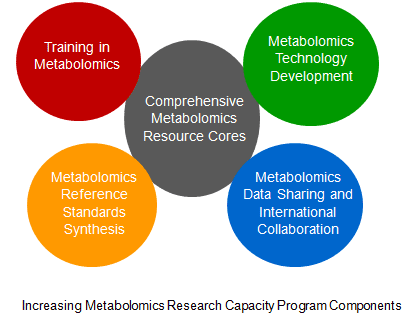 Training in
Metabolomics
Metabolomics
Technology
Development
Comprehensive
Metabolomics
Resource Cores
Metabolomics
Reference
Standards
Synthesis
Metabolomics
Data Sharing and
International
Collaboration
Increasing Metabolomics Research Capacity Program Components